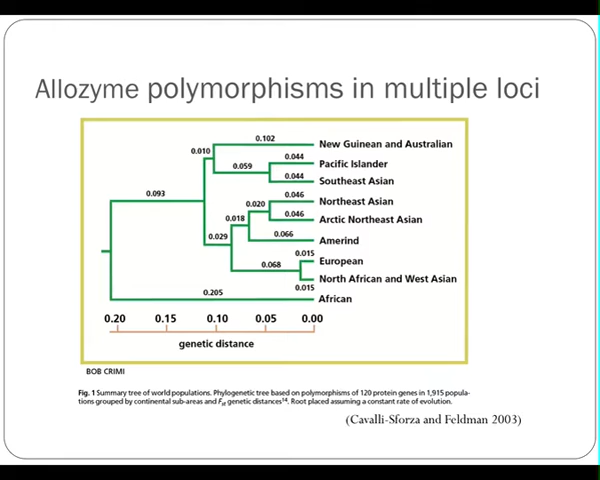 Allozyme polymorphisms in multiple loci
0.102
New Guinean and Australian
0.010
0.044
Pacific Islander
0.059
0.044
Southeast Asian
0.093
0.046
Northeast Asian
0.020
0.046
Arctic Northeast Asian
0.018
0.066
Amerind
0.029
0.015
European
0.068
North African and West Asian
0.015
0.205
African
0.20 0.15 0.10 0.05 0.00
genetic distance
BOB CRIMI
Fig. 1 Summary tree of world populations. Phylogenetic tree based on polymorphisms of 120 protein genes in 1,915 popula-
tions grouped by continental sub-areas and Fst genetic distances54. Root placed assuming a constant rate of evolution.
(Cavalli-Sforza and Feldman 2003)